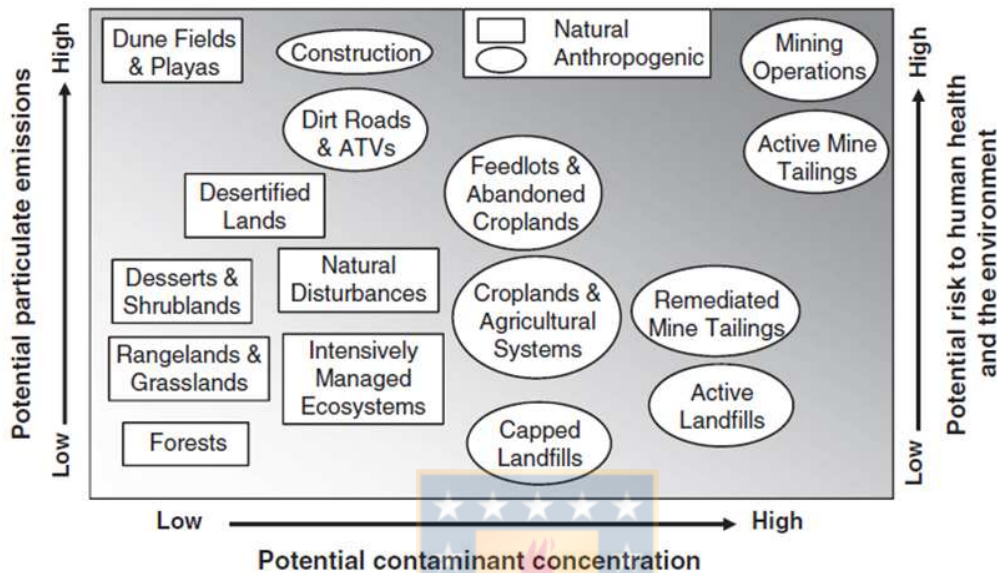 Dune Fields
& Playas
Construction
Natural
Anthropogenic
Mining
Operations
Dirt Roads
& ATVs
Active Mine
Tailings
Feedlots &
Abandoned
Croplands
Desertified
Lands
Desserts &
Shrublands
Natural
Disturbances
Croplands &
Agricultural
Systems
Remediated
Mine Tailings
Rangelands &
Grasslands
Intensively
Managed
Ecosystems
Active
Landfills
Forests
Capped
Landfills
High
Potential particulate emissions
Low
High
Potential risk to human health
and the environment
Low
Low
High
Potential contaminant concentration